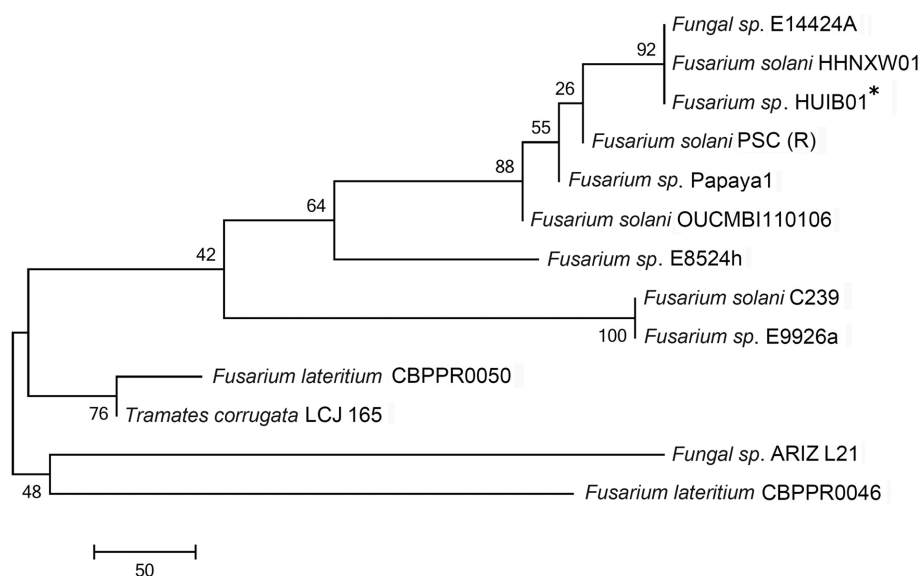 Fungal sp. E14424A
92
Fusarium solani HHNXW01
Fusarium sp. HUIB01*
26
Fusarium solani PSC (R)
55
Fusarium sp. Papaya1
88
Fusarium solani OUCMBI110106
64
Fusarium sp. E8524h
42
Fusarium solani C239
100
Fusarium sp. E9926a
Fusarium lateritium CBPPR0050
76
Tramates corrugata LCJ 165
Fungal sp. ARIZ L21
48
Fusarium lateritium CBPPR0046
50